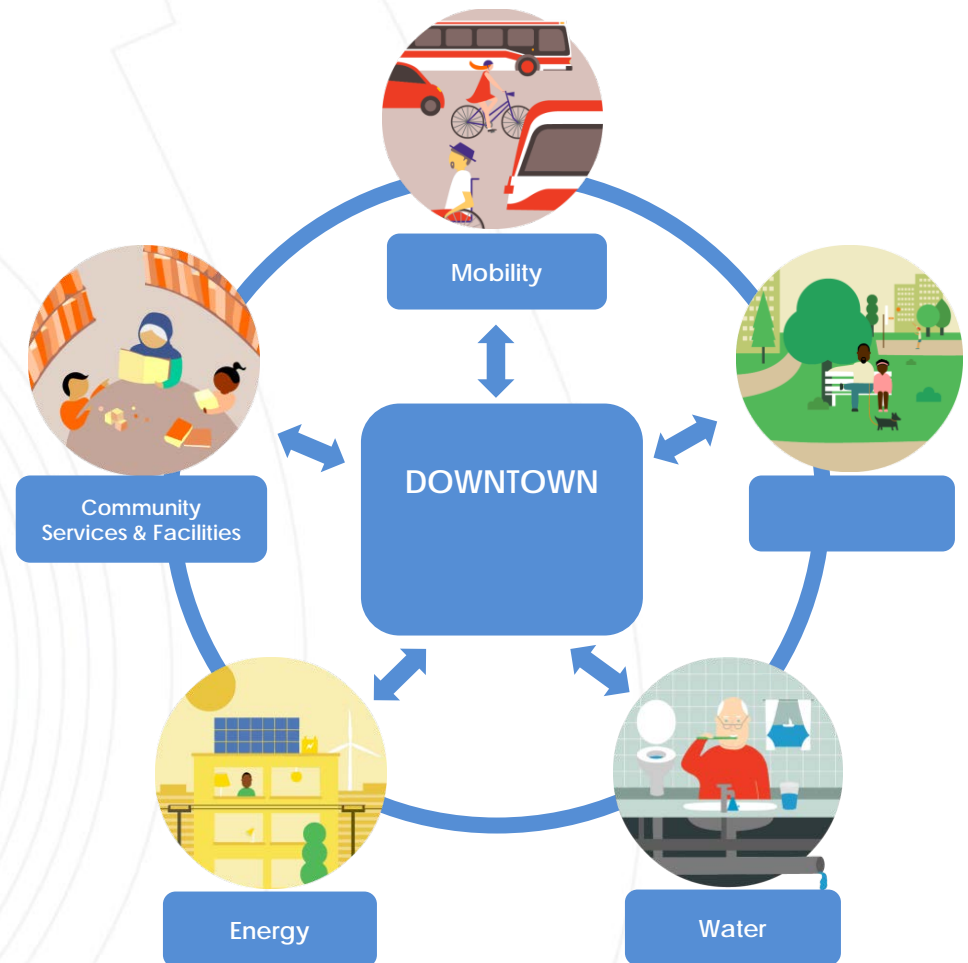 Mobility
DOWNTOWN
Community
Services & Facilities
Energy
Water